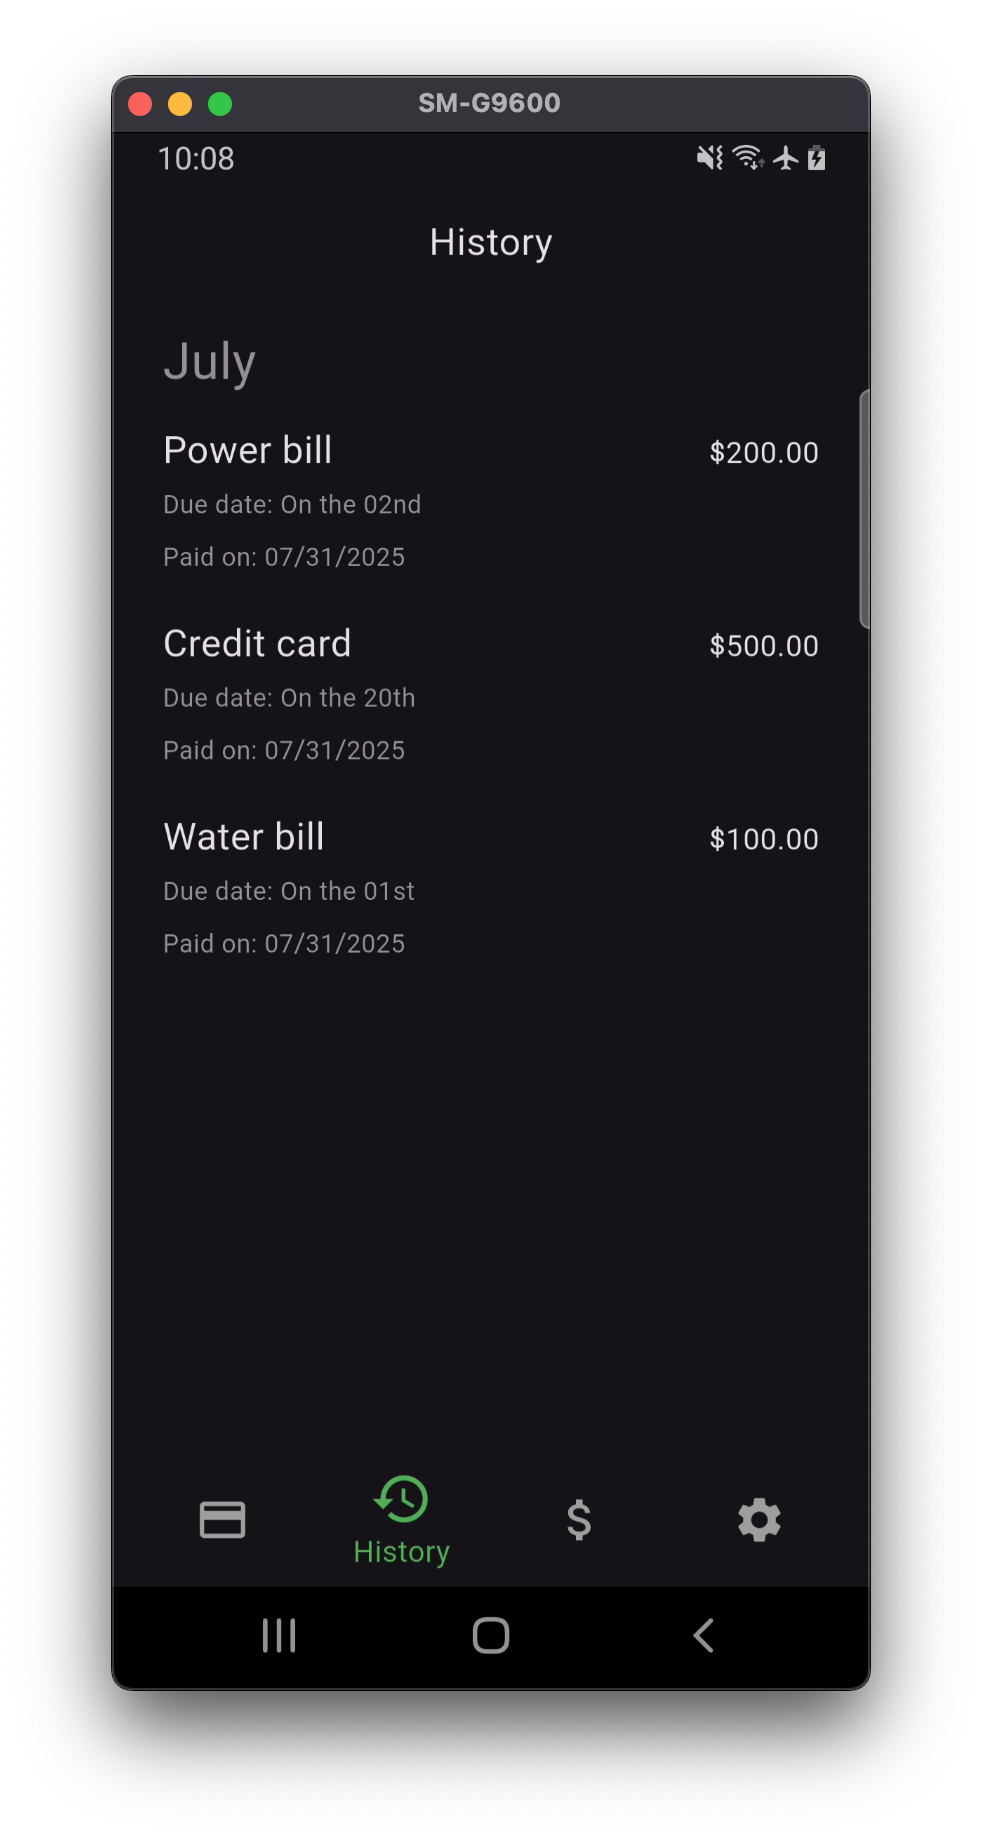 SM-G9600
10:08
History
July
Power bill $200.00
Due date: On the 02nd
Paid on: 07/31/2025
Credit card $500.00
Due date: On the 20th
Paid on: 07/31/2025
Water bill $100.00
Due date: On the 01st
Paid on: 07/31/2025
History